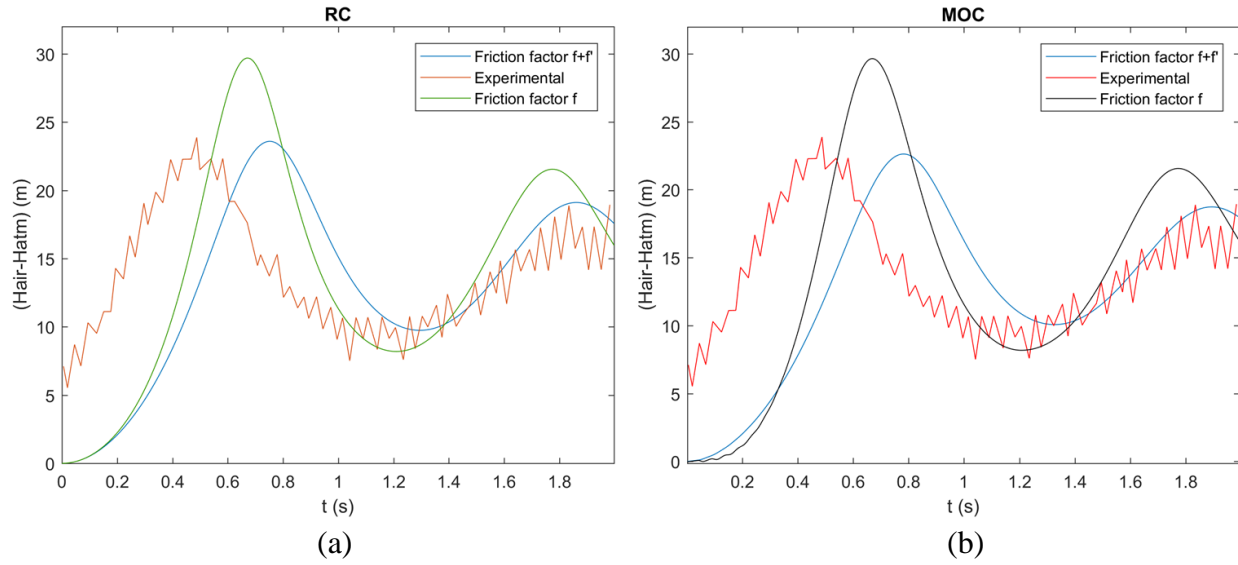 RC
(Hair-Hatm) (m)
30
25
20
15
10
5
0
Friction factor f+f'
Experimental
Friction factor f
0 0.2 0.4 0.6 0.8 1 1.2 1.4 1.6 1.8
t (s)
(a)
MOC
(Hair-Hatm) (m)
30
25
20
15
10
5
0
Friction factor f+f'
Experimental
Friction factor f
0.2 0.4 0.6 0.8 1 1.2 1.4 1.6 1.8
t (s)
(b)